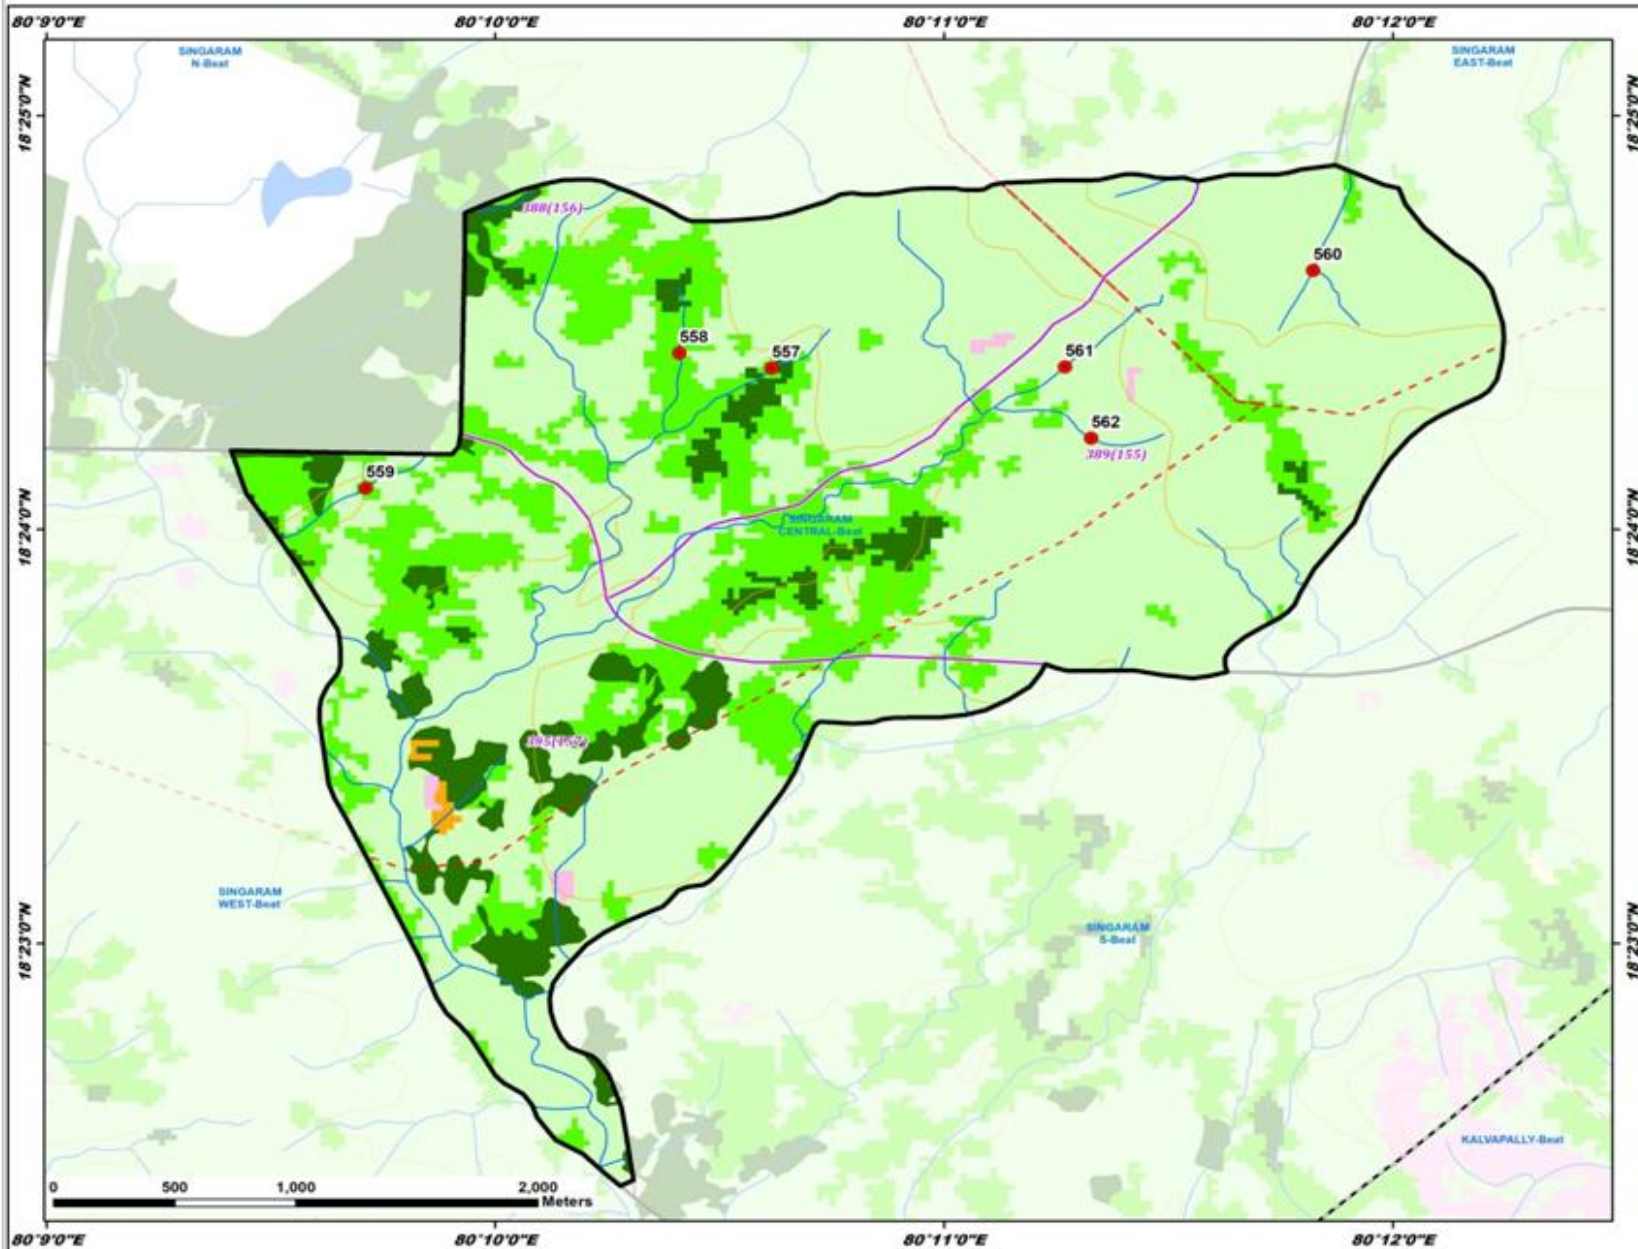 80°9'0"E 80°10'0"E 80°11'0"E 80°12'0"E
SINGARAM
N-Beat
SINGARAM
EAST-Beat
18°25'0"N
18°25'0"N
388(156)
560
558
557
561
562
389(155)
559
SINGARAM
CENTRAL-Beat
18°24'0"N
18°24'0"N
395(157)
SINGARAM
WEST-Beat
SINGARAM
S-Beat
18°23'0"N
18°23'0"N
KALVAPALLY-Beat
0 500 1,000 2,000
Meters
80°9'0"E 80°10'0"E 80°11'0"E 80°12'0"E